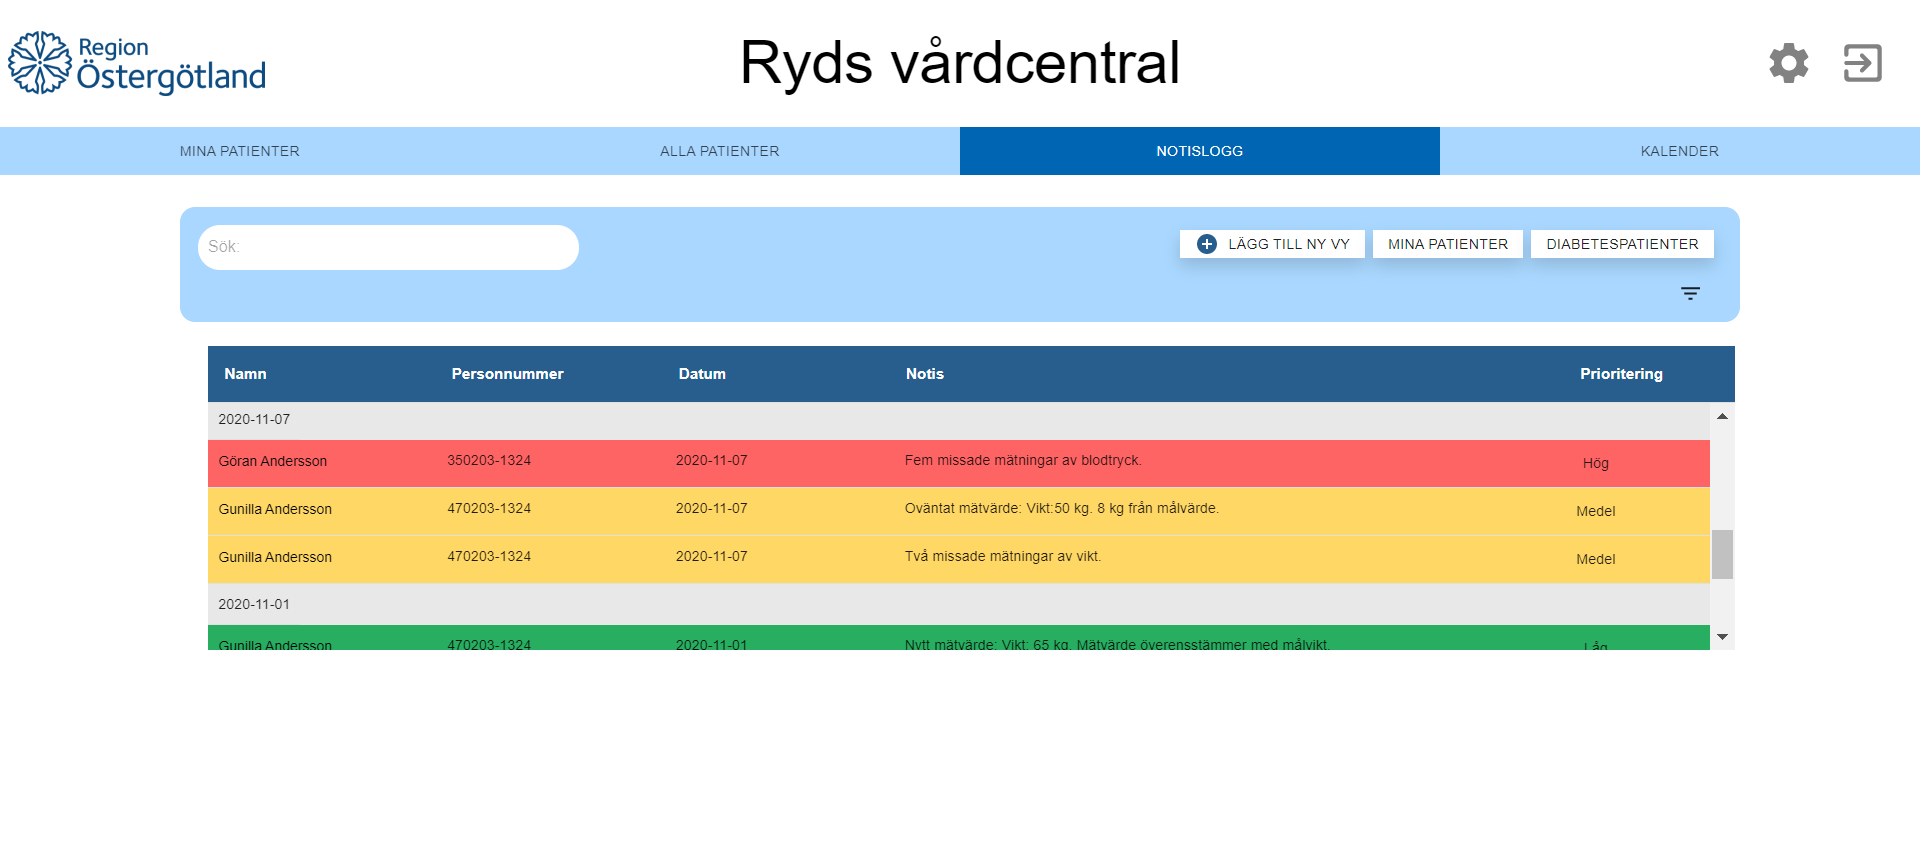 Region
Östergötland
Ryds vårdcentral
MINA PATIENTER ALLA PATIENTER NOTISLOGG KALENDER
Sök: LÄGG TILL NY VY MINA PATIENTER DIABETESPATIENTER
Namn Personnummer Datum Notis Prioritering
2020-11-07
Göran Andersson 350203-1324 2020-11-07 Fem missade mätningar av blodtryck. Hög
Gunilla Andersson 470203-1324 2020-11-07 Oväntat mätvärde: Vikt:50 kg. 8 kg från målvärde. Medel
Gunilla Andersson 470203-1324 2020-11-07 Två missade mätningar av vikt. Medel
2020-11-01
Gunilla Andersson 470203-1324 2020-11-01 Nytt mätvärde: Vikt: 65 kg. Mätvärde överensstämmer med målvikt. Låg